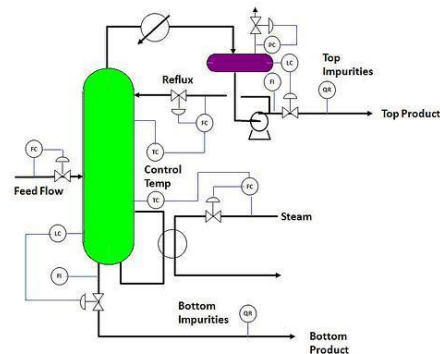 PC
LC
Top
Impurities
Reflux
FI
QR
FC
Top Product
FC
TC
Control
Temp
Feed Flow
TC
FC
Steam
LC
FI
Bottom
Impurities
QR
Bottom
Product